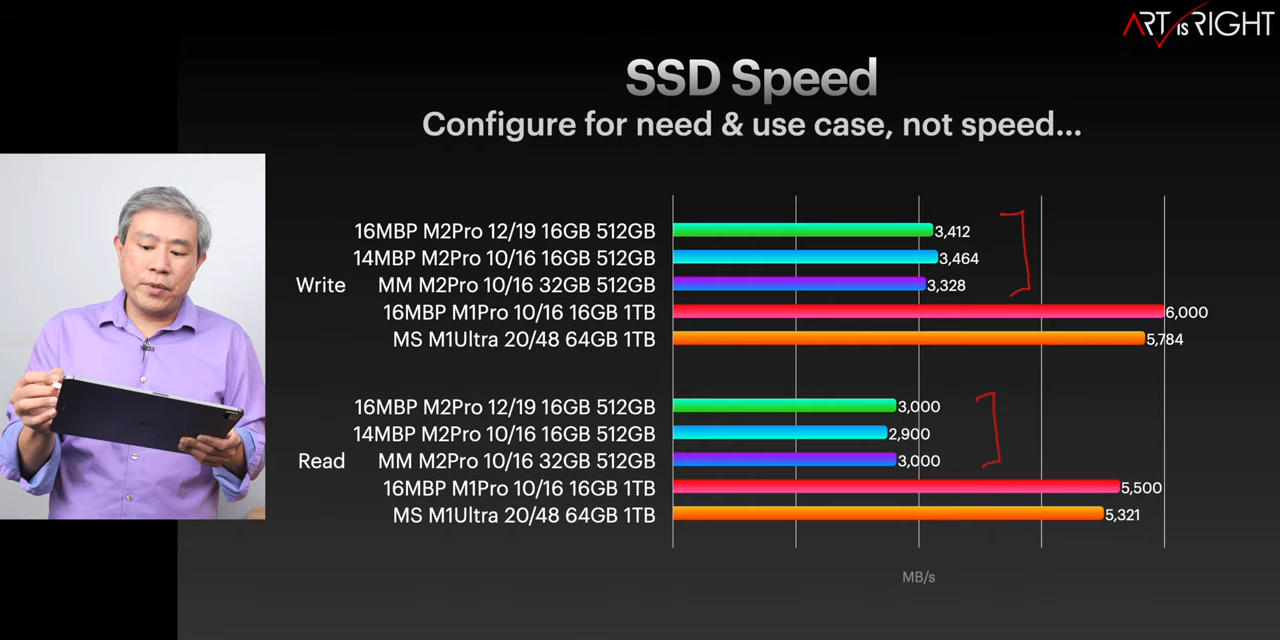 ART IS RIGHT
SSD Speed
Configure for need & use case, not speed...
Write
16MBP M2Pro 12/19 16GB 512GB 3,412
14MBP M2Pro 10/16 16GB 512GB 3,464
MM M2Pro 10/16 32GB 512GB 3,328
16MBP M1Pro 10/16 16GB 1TB 6,000
MS M1Ultra 20/48 64GB 1TB 5,784
Read
16MBP M2Pro 12/19 16GB 512GB 3,000
14MBP M2Pro 10/16 16GB 512GB 2,900
MM M2Pro 10/16 32GB 512GB 3,000
16MBP M1Pro 10/16 16GB 1TB 5,500
MS M1Ultra 20/48 64GB 1TB 5,321
MB/s